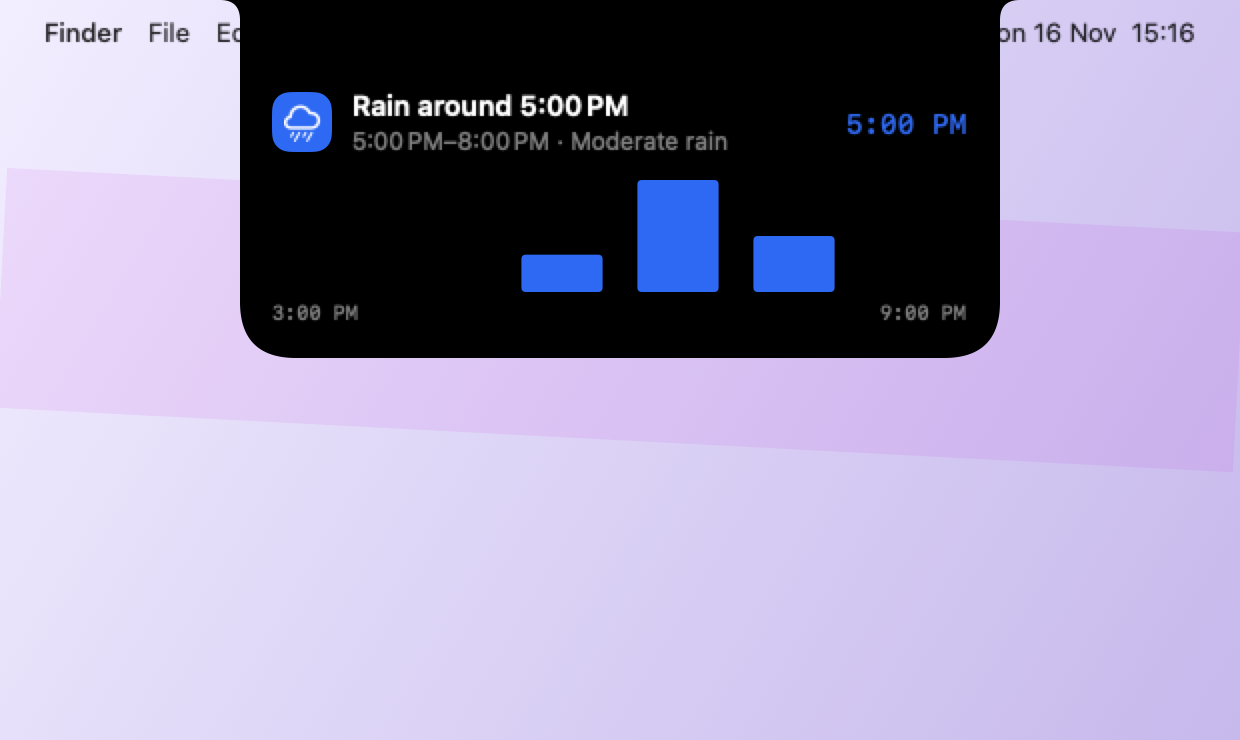 Finder File
16 Nov 15:16
Rain around 5:00 PM
5:00 PM–8:00 PM · Moderate rain
5:00 PM
3:00 PM
9:00 PM